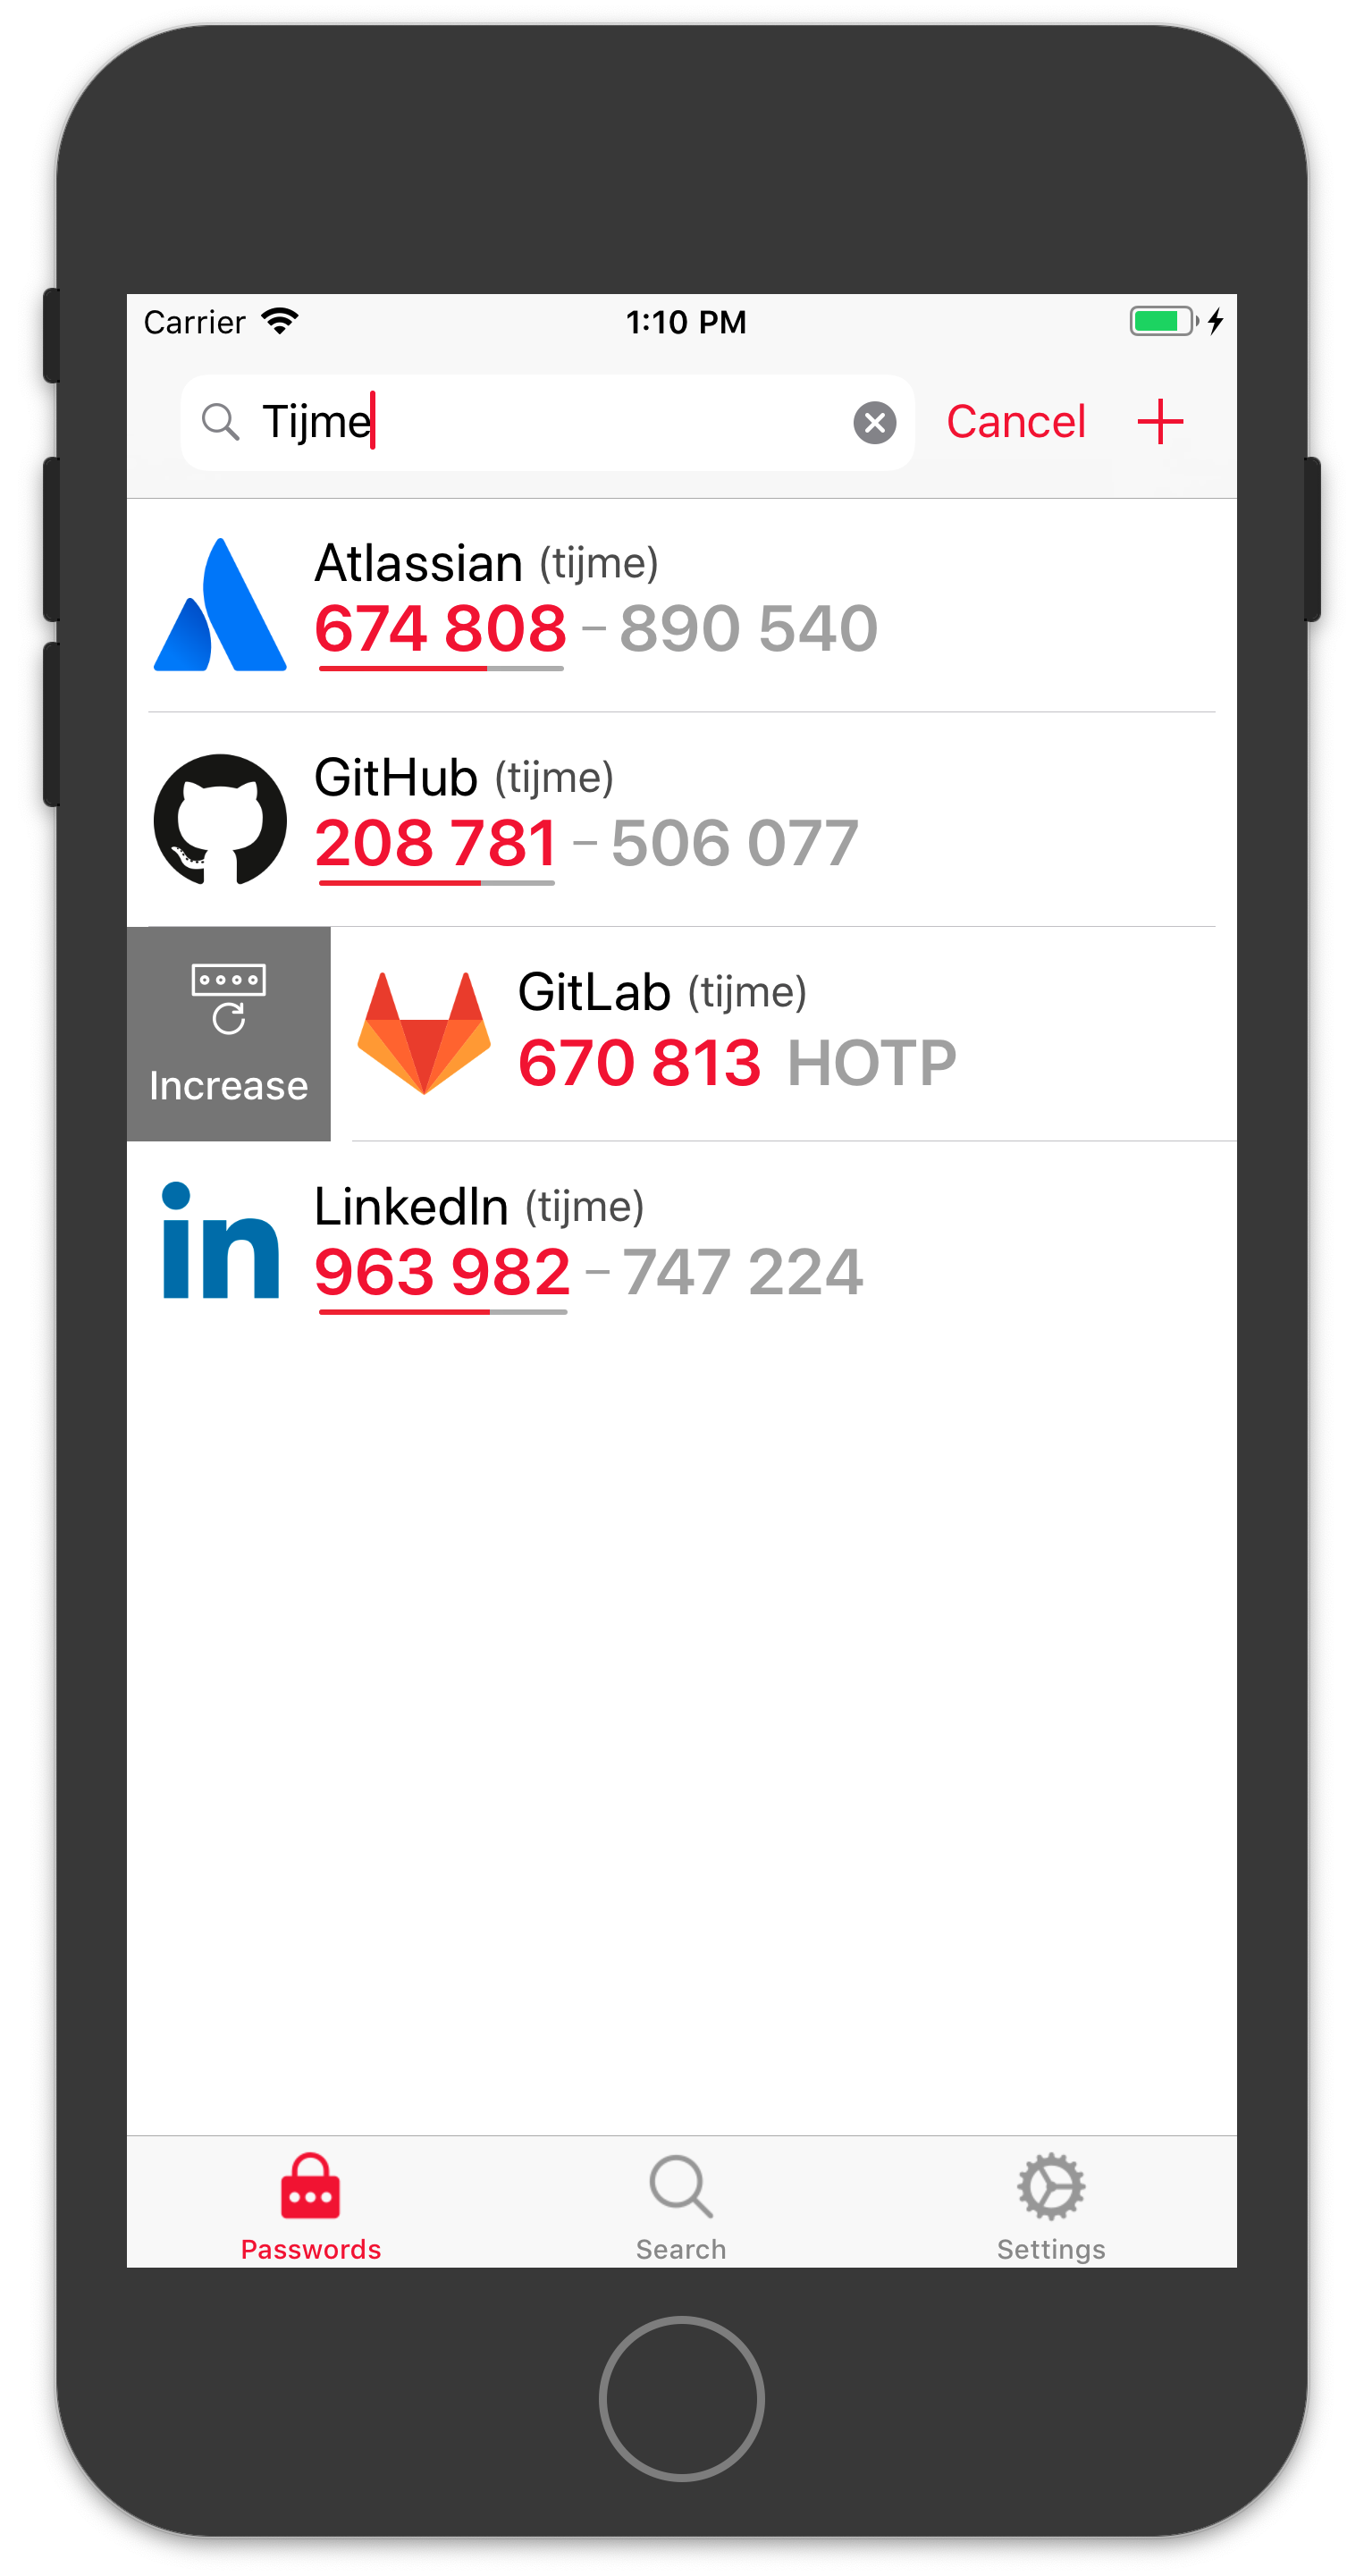 Carrier 1:10 PM
Tijme Cancel
Atlassian (tijme)
674 808 – 890 540
GitHub (tijme)
208 781 – 506 077
GitLab (tijme)
670 813 HOTP
Increase
in
LinkedIn (tijme)
963 982 – 747 224
Passwords Search Settings